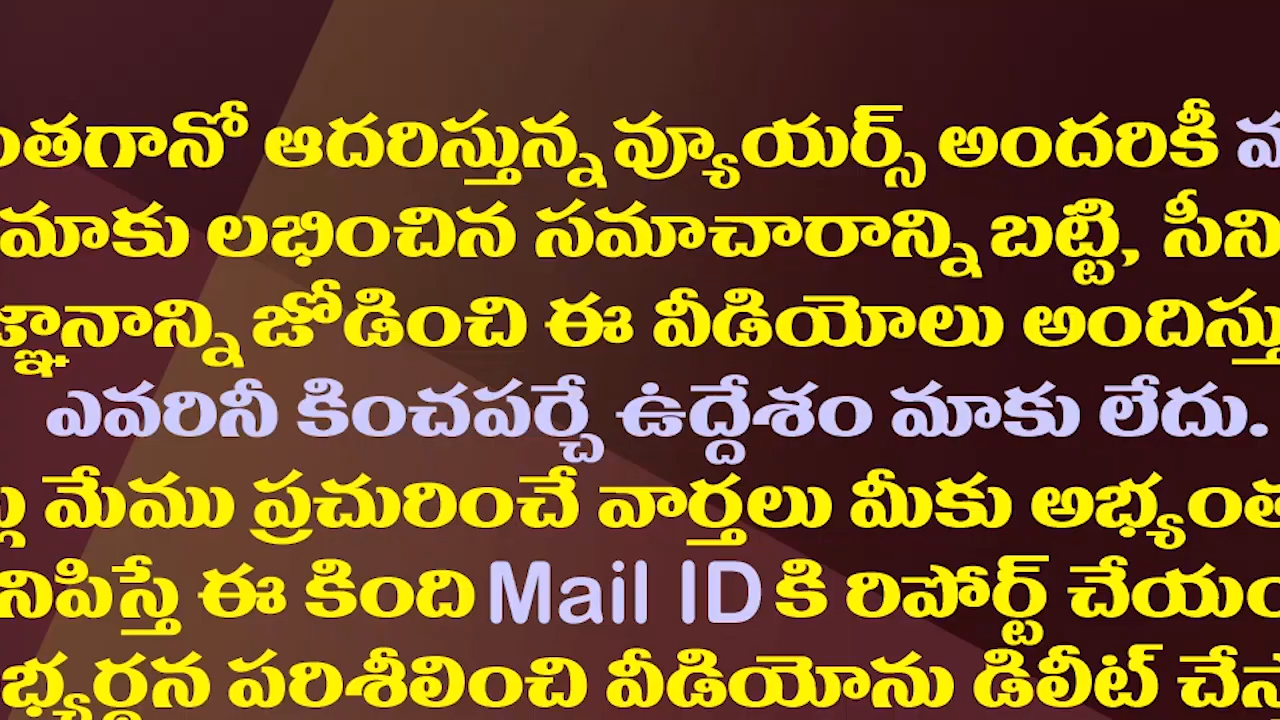 ంతగానో ఆదరిస్తున్న వ్యూయర్స్ అందరికీ
మాకు లభించిన సమాచారాన్ని బట్టి, సీని
జ్ఞానాన్ని జోడించి ఈ వీడియోలు అందిస్తు
ఎవరినీ కించపర్చే ఉద్దేశం మాకు లేదు.
మేము ప్రచురించే వార్తలు మీకు అభ్యంత
నిపిస్తే ఈ కింది Mail ID కి రిపోర్ట్ చేయం
భ్యర్థన పరిశీలించి వీడియోను డిలీట్ చేస